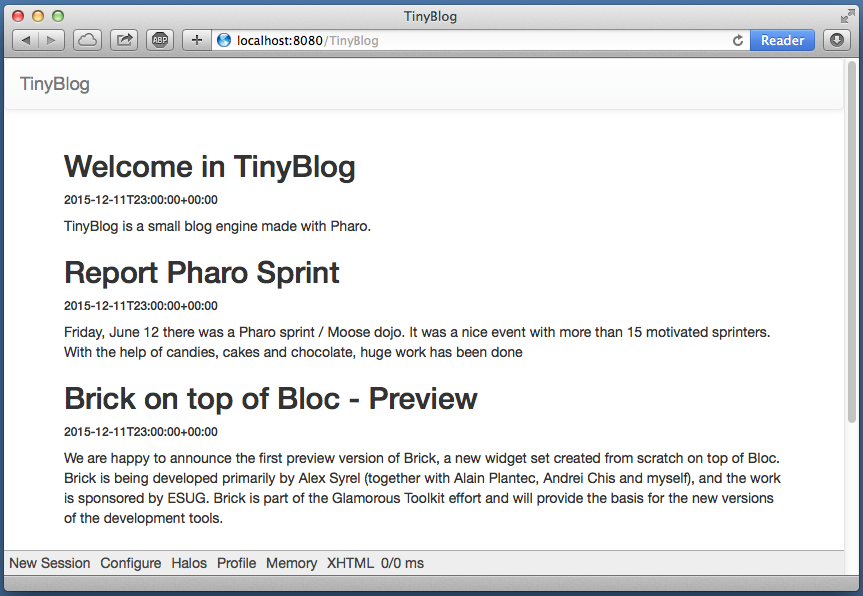 TinyBlog
ABP
localhost:8080/TinyBlog
Reader
TinyBlog
Welcome in TinyBlog
2015-12-11T23:00:00+00:00
TinyBlog is a small blog engine made with Pharo.
Report Pharo Sprint
2015-12-11T23:00:00+00:00
Friday, June 12 there was a Pharo sprint / Moose dojo. It was a nice event with more than 15 motivated sprinters.
With the help of candies, cakes and chocolate, huge work has been done
Brick on top of Bloc - Preview
2015-12-11T23:00:00+00:00
We are happy to announce the first preview version of Brick, a new widget set created from scratch on top of Bloc.
Brick is being developed primarily by Alex Syrel (together with Alain Plantec, Andrei Chis and myself), and the work
is sponsored by ESUG. Brick is part of the Glamorous Toolkit effort and will provide the basis for the new versions
of the development tools.
New Session Configure Halos Profile Memory XHTML 0/0 ms